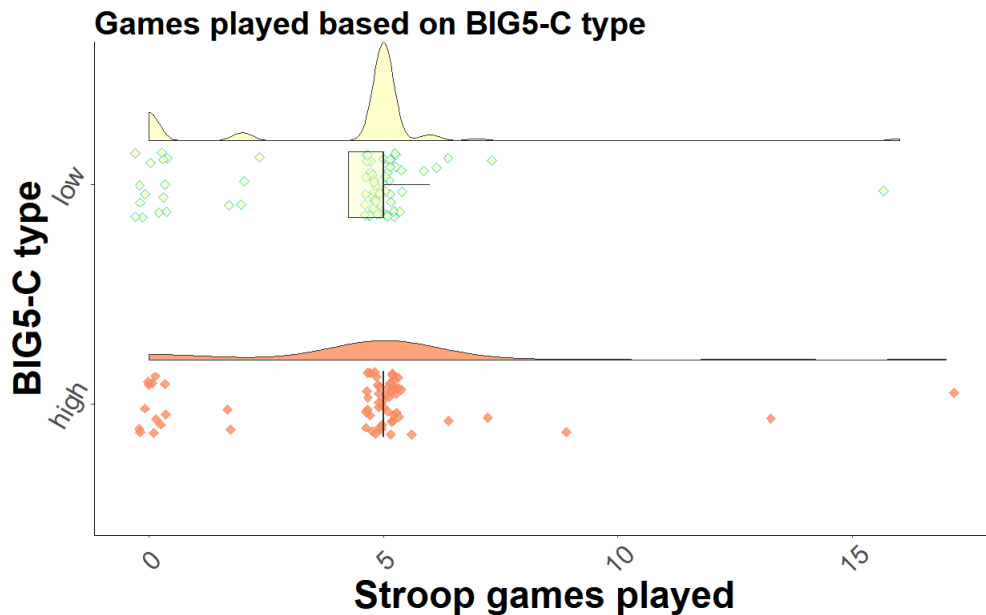 Games played based on BIG5-C type
BIG5-C type
low
high
0
5
10
15
Stroop games played